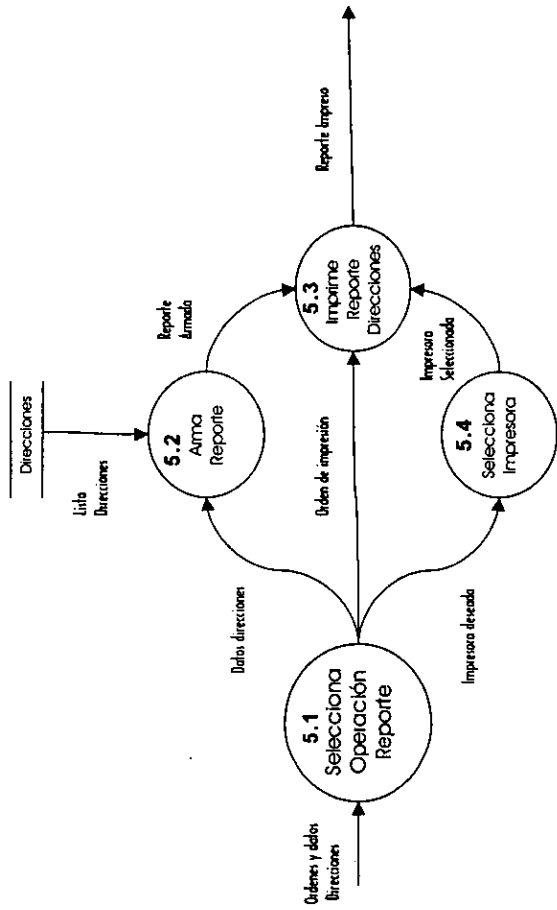 Direcciones
Lista
Direcciones
5.2
Arma
Reporte
Reporte
Armada
Datos direcciones
Ordenes y datos
Direcciones
5.1
Selecciona
Operación
Reporte
Orden de impresión
5.3
Imprime
Reporte
Direcciones
Reporte Impreso
Impresora deseada
5.4
Selecciona
Impresora
Impresora
Seleccionada